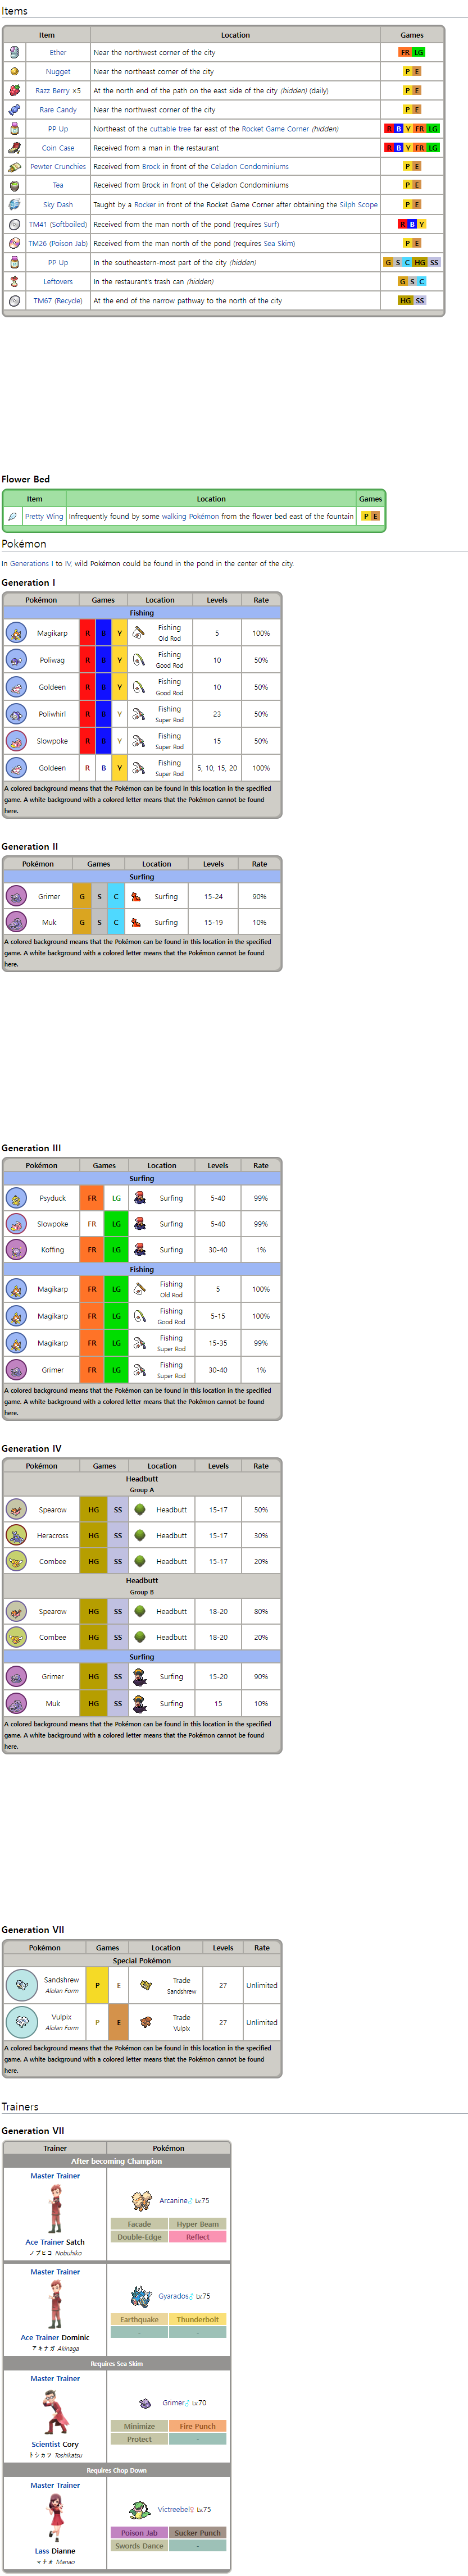 Items
Item Location Games
Ether Near the northwest corner of the city FR LG
Nugget Near the northeast corner of the city P E
Razz Berry ×5 At the north end of the path on the east side of the city (hidden) (daily) P E
Rare Candy Near the northwest corner of the city P E
PP Up Northeast of the cuttable tree far east of the Rocket Game Corner (hidden) R B Y FR LG
Coin Case Received from a man in the restaurant R B Y FR LG
Pewter Crunchies Received from Brock in front of the Celadon Condominiums P E
Tea Received from Brock in front of the Celadon Condominiums P E
Sky Dash Taught by a Rocker in front of the Rocket Game Corner after obtaining the Silph Scope P E
TM41 (Softboiled) Received from the man north of the pond (requires Surf) R B Y
TM26 (Poison Jab) Received from the man north of the pond (requires Sea Skim) P E
PP Up In the southeastern-most part of the city (hidden) G S C HG SS
Leftovers In the restaurant's trash can (hidden) G S C
TM67 (Recycle) At the end of the narrow pathway to the north of the city HG SS
Flower Bed
Item Location Games
Pretty Wing Infrequently found by some walking Pokémon from the flower bed east of the fountain P E
Pokémon
In Generations I to IV, wild Pokémon could be found in the pond in the center of the city.
Generation I
Pokémon Games Location Levels Rate
Fishing
Magikarp R B Y Fishing Old Rod 5 100%
Poliwag R B Y Fishing Good Rod 10 50%
Goldeen R B Y Fishing Good Rod 10 50%
Poliwhirl R B Y Fishing Super Rod 23 50%
Slowpoke R B Y Fishing Super Rod 15 50%
Goldeen R B Y Fishing Super Rod 5, 10, 15, 20 100%
A colored background means that the Pokémon can be found in this location in the specified
game. A white background with a colored letter means that the Pokémon cannot be found
here.
Generation II
Pokémon Games Location Levels Rate
Surfing
Grimer G S C Surfing 15-24 90%
Muk G S C Surfing 15-19 10%
A colored background means that the Pokémon can be found in this location in the specified
game. A white background with a colored letter means that the Pokémon cannot be found
here.
Generation III
Pokémon Games Location Levels Rate
Surfing
Psyduck FR LG Surfing 5-40 99%
Slowpoke FR LG Surfing 5-40 99%
Koffing FR LG Surfing 30-40 1%
Fishing
Magikarp FR LG Fishing Old Rod 5 100%
Magikarp FR LG Fishing Good Rod 5-15 100%
Magikarp FR LG Fishing Super Rod 15-35 99%
Grimer FR LG Fishing Super Rod 30-40 1%
A colored background means that the Pokémon can be found in this location in the specified
game. A white background with a colored letter means that the Pokémon cannot be found
here.
Generation IV
Pokémon Games Location Levels Rate
Headbutt
Group A
Spearow HG SS Headbutt 15-17 50%
Heracross HG SS Headbutt 15-17 30%
Combee HG SS Headbutt 15-17 20%
Headbutt
Group B
Spearow HG SS Headbutt 18-20 80%
Combee HG SS Headbutt 18-20 20%
Surfing
Grimer HG SS Surfing 15-20 90%
Muk HG SS Surfing 15 10%
A colored background means that the Pokémon can be found in this location in the specified
game. A white background with a colored letter means that the Pokémon cannot be found
here.
Generation VII
Pokémon Games Location Levels Rate
Special Pokémon
Sandshrew Alolan Form P E Trade Sandshrew 27 Unlimited
Vulpix Alolan Form P E Trade Vulpix 27 Unlimited
A colored background means that the Pokémon can be found in this location in the specified
game. A white background with a colored letter means that the Pokémon cannot be found
here.
Trainers
Generation VII
Trainer Pokémon
After becoming Champion
Master Trainer
Arcanine♂ Lv.75
Facade Hyper Beam
Double-Edge Reflect
Ace Trainer Satch
ノブヒコ Nobuhiko
Master Trainer
Gyarados♂ Lv.75
Earthquake Thunderbolt
- -
Ace Trainer Dominic
アキナガ Akinaga
Requires Sea Skim
Master Trainer
Grimer♂ Lv.70
Minimize Fire Punch
Protect -
Scientist Cory
トシカツ Toshikatsu
Requires Chop Down
Master Trainer
Victreebel♀ Lv.75
Poison Jab Sucker Punch
Swords Dance -
Lass Dianne
マナオ Manao